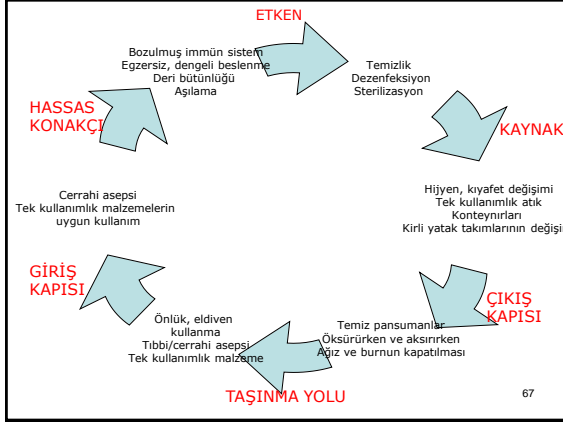 ETKEN
Bozulmuş immün sistem
Egzersiz, dengeli beslenme
Deri bütünlüğü
Aşılama
Temizlik
Dezenfeksiyon
Sterilizasyon
KAYNAK
Hijyen, kıyafet değişimi
Tek kullanımlık atık
Konteynırları
Kirli yatak takımlarının değişi
ÇIKIŞ
KAPISI
Temiz pansumanlar
Öksürürken ve aksırırken
Ağız ve burnun kapatılması
TAŞINMA YOLU
Önlük, eldiven
kullanma
Tıbbi/cerrahi asepsi
Tek kullanımlık malzeme
GİRİŞ
KAPISI
Cerrahi asepsi
Tek kullanımlık malzemelerin
uygun kullanım
HASSAS
KONAKÇI
67